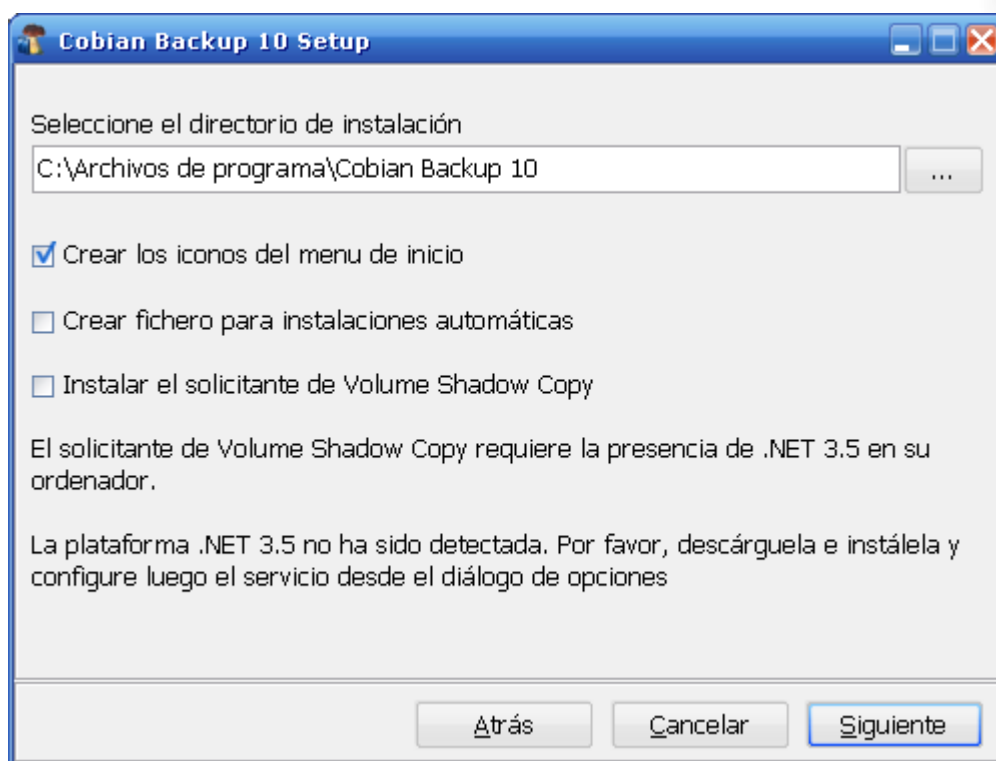 Cobian Backup 10 Setup
Seleccione el directorio de instalación
C:\Archivos de programa\Cobian Backup 10
...
Crear los iconos del menu de inicio
Crear fichero para instalaciones automáticas
Instalar el solicitante de Volume Shadow Copy
El solicitante de Volume Shadow Copy requiere la presencia de .NET 3.5 en su
ordenador.
La plataforma .NET 3.5 no ha sido detectada. Por favor, descárguela e instálela y
configure luego el servicio desde el diálogo de opciones
Atrás Cancelar Siguiente